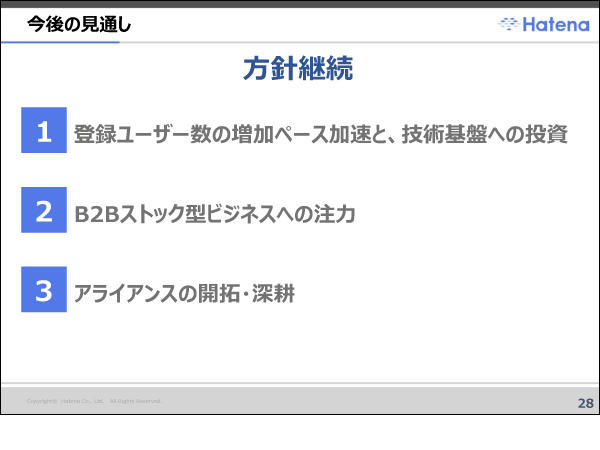 今後の見通し
Hatena
方針継続
1 登録ユーザー数の増加ペース加速と、技術基盤への投資
2 B2Bストック型ビジネスへの注力
3 アライアンスの開拓・深耕
Copyright© Hatena Co., Ltd. All Rights Reserved.
28